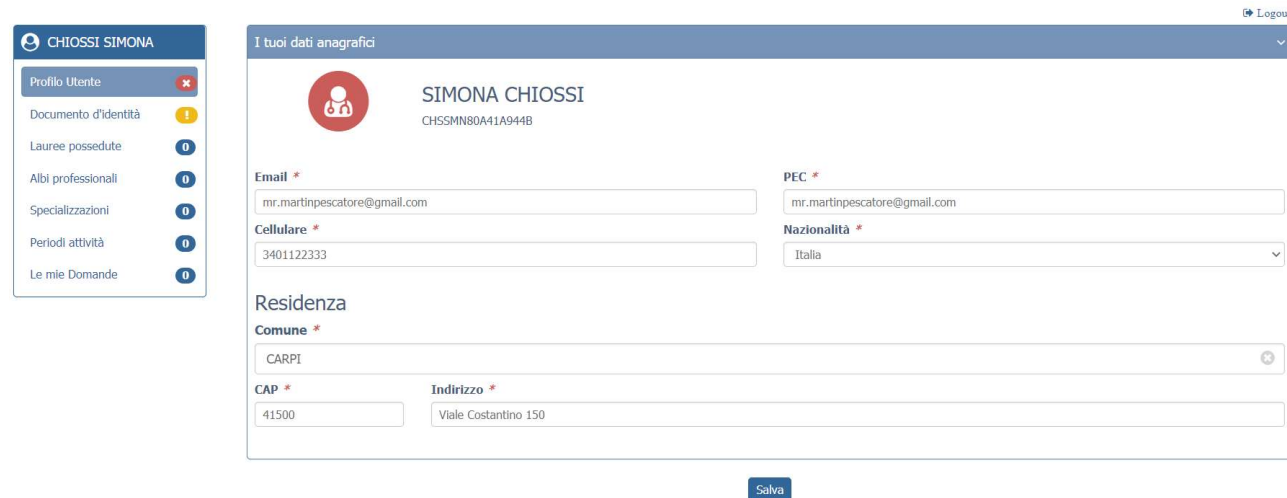 Logou
CHIOSSI SIMONA
Profilo Utente
Documento d'identità !
Lauree possedute 0
Albi professionali 0
Specializzazioni 0
Periodi attività 0
Le mie Domande 0
I tuoi dati anagrafici
SIMONA CHIOSSI
CHSSMN80A41A944B
Email * PEC *
mr.martinpescatore@gmail.com mr.martinpescatore@gmail.com
Cellulare * Nazionalità *
3401122333 Italia
Residenza
Comune *
CARPI
CAP * Indirizzo *
41500 Viale Costantino 150
Salva